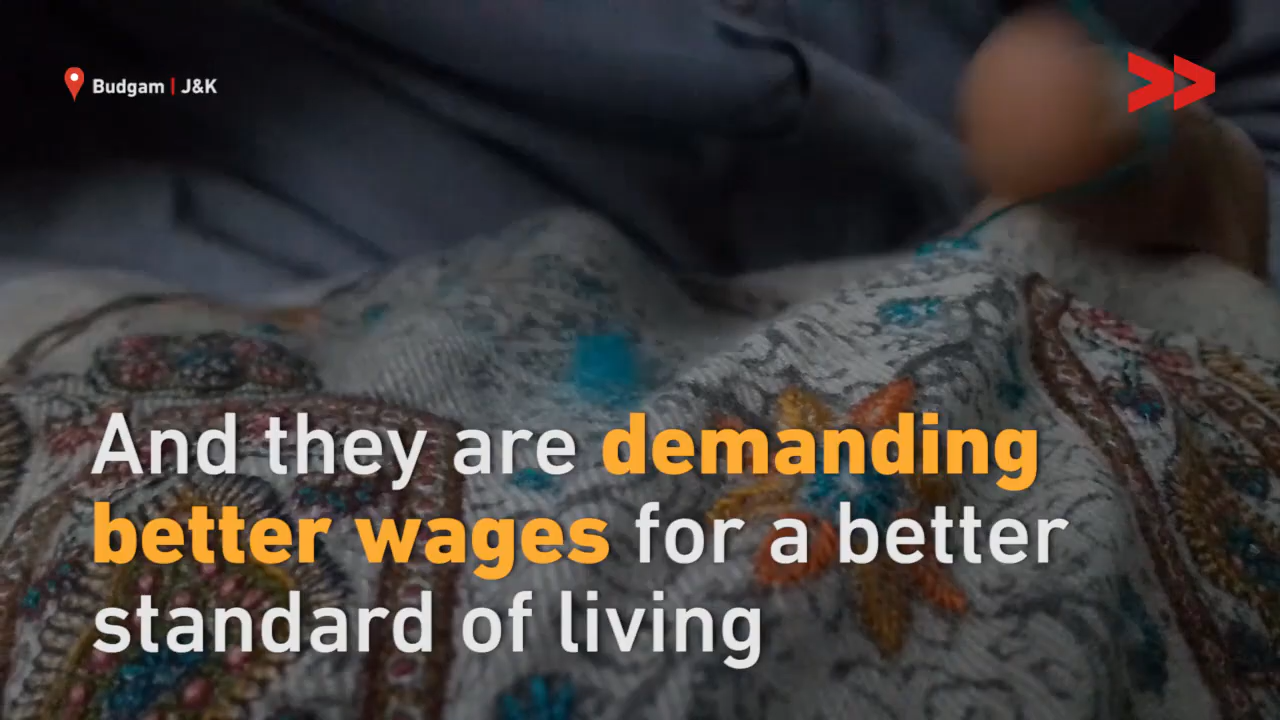 Budgam | J&K
And they are demanding
better wages for a better
standard of living